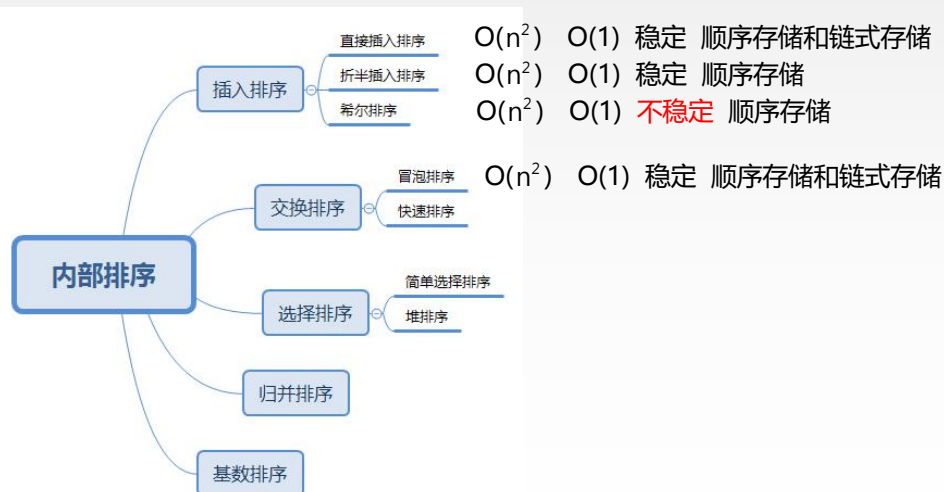 直接插入排序 O(n²) O(1) 稳定 顺序存储和链式存储
插入排序 折半插入排序 O(n²) O(1) 稳定 顺序存储
希尔排序 O(n²) O(1) 不稳定 顺序存储
冒泡排序 O(n²) O(1) 稳定 顺序存储和链式存储
交换排序 快速排序
内部排序
简单选择排序
选择排序 堆排序
归并排序
基数排序